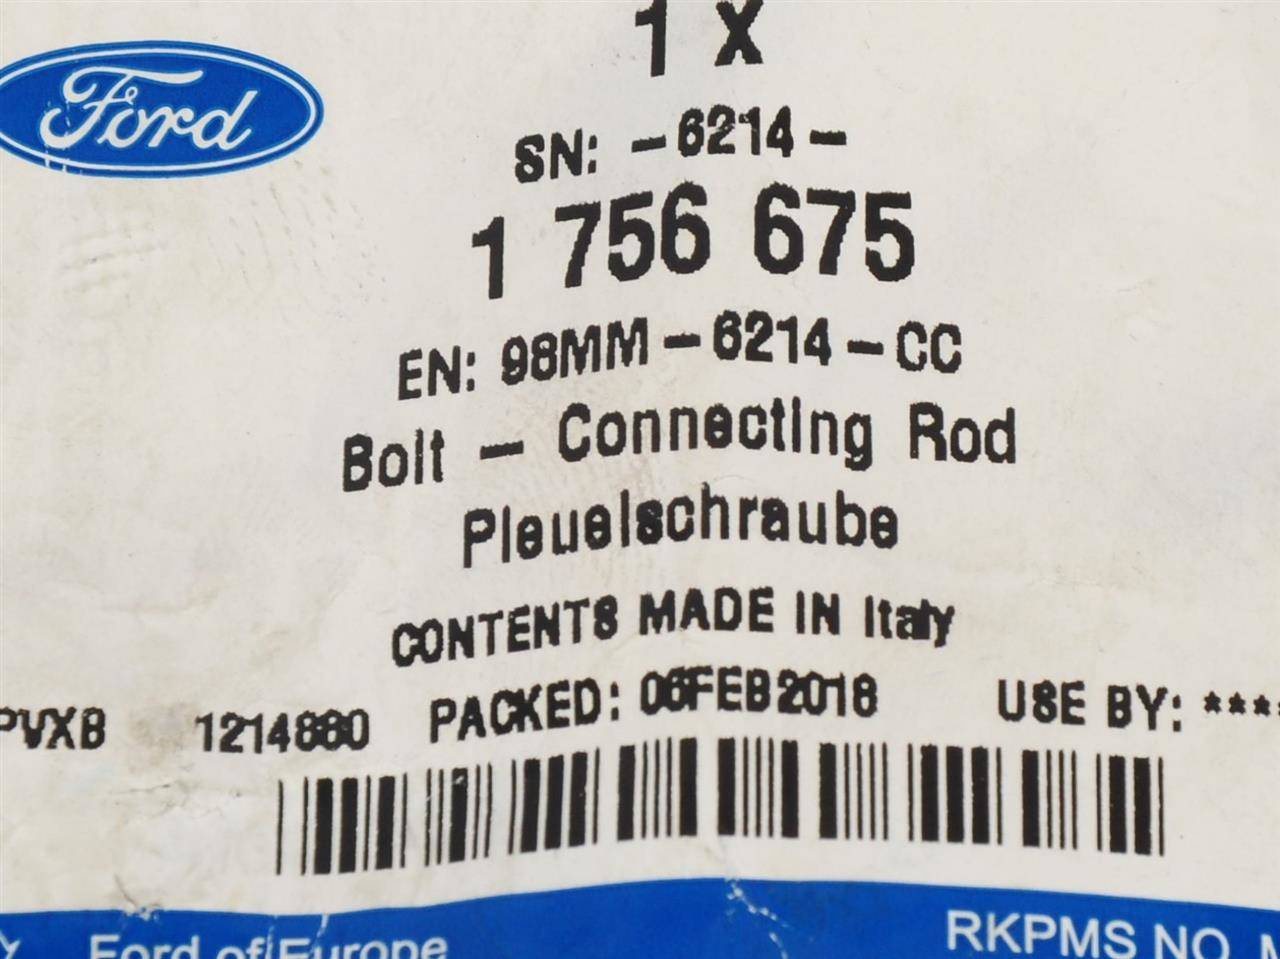 1 X
Ford
SN: -6214-
1 756 675
EN: 98MM-6214-CC
Bolt - Connecting Rod
Pleuelschraube
CONTENTS MADE IN Italy
PVXB 1214880 PACKED: 06FEB2018 USE BY: ****
Ford of Europe RKPMS NO. M